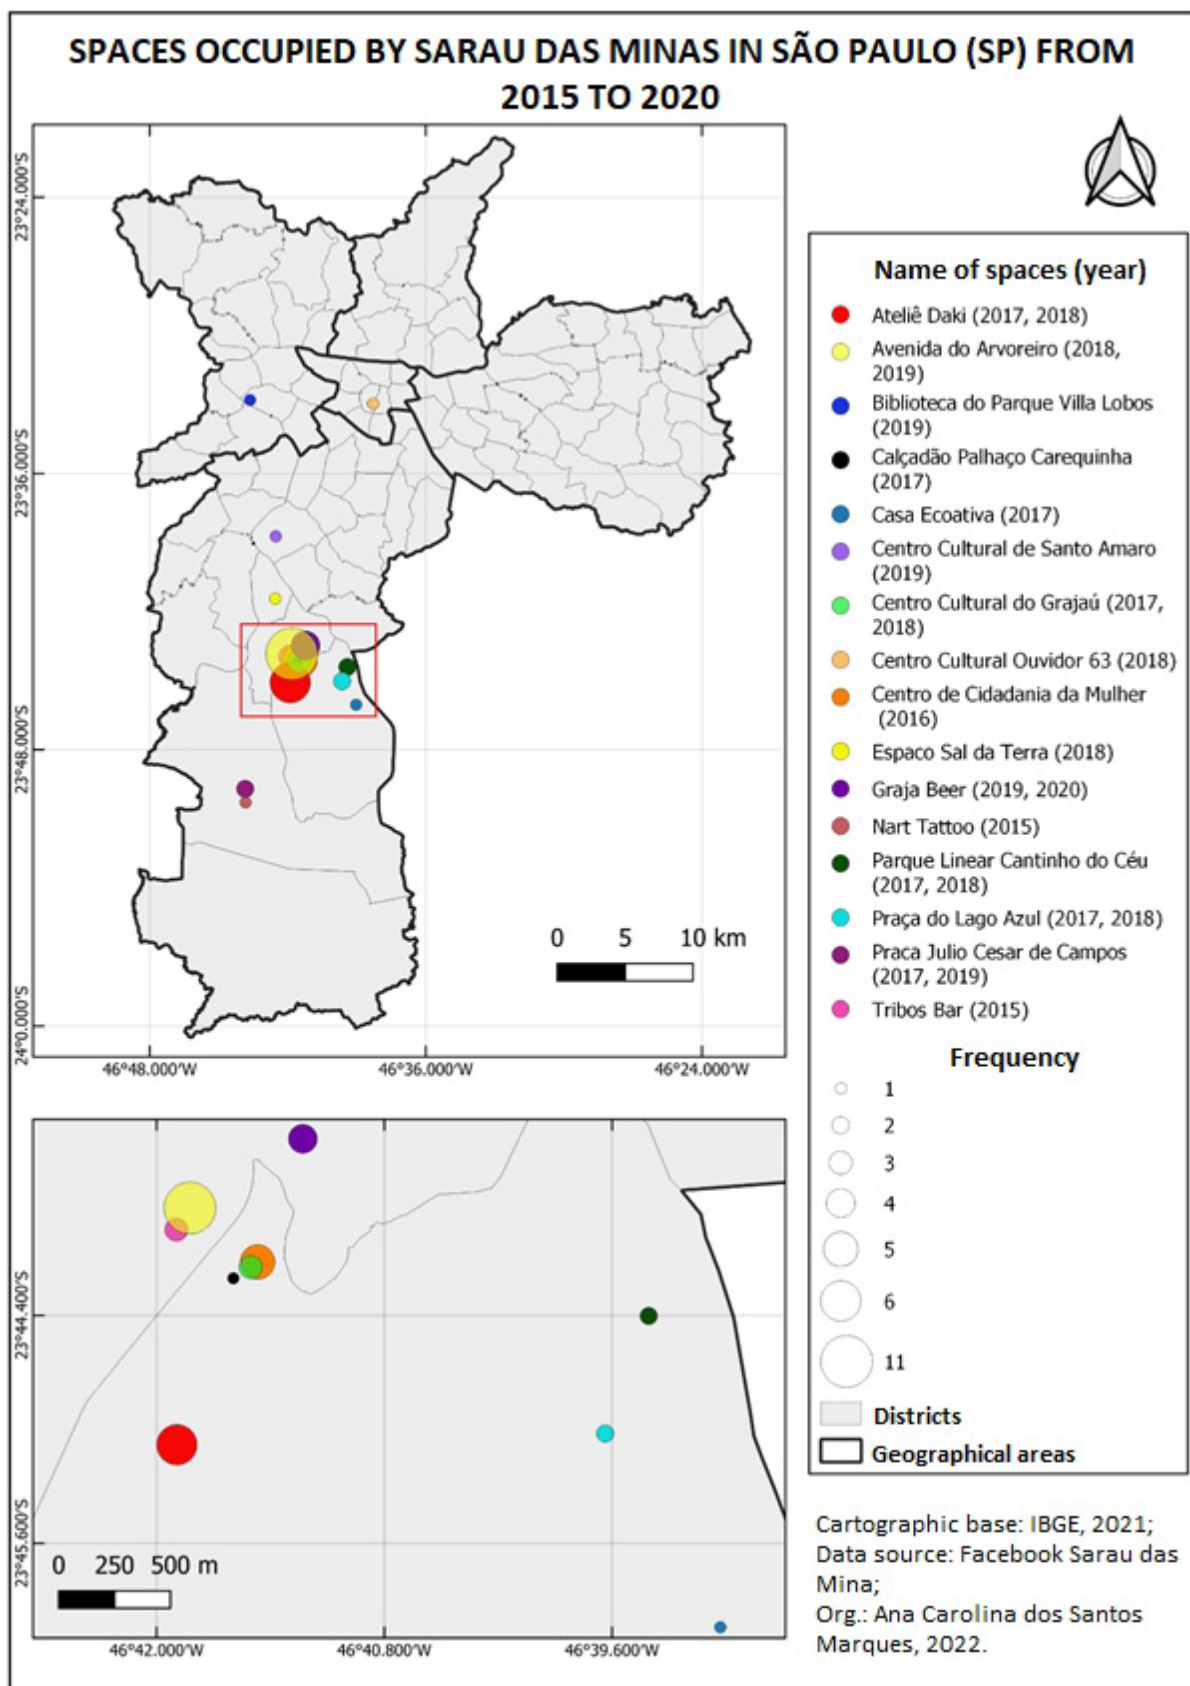 SPACES OCCUPIED BY SARAU DAS MINAS IN SÃO PAULO (SP) FROM
2015 TO 2020
23°24.000'S
23°36.000'S
23°48.000'S
24°0.000'S
46°48.000'W
46°36.000'W
46°24.000'W
0 5 10 km
Name of spaces (year)
Ateliê Daki (2017, 2018)
Avenida do Arvoreiro (2018,
2019)
Biblioteca do Parque Villa Lobos
(2019)
Calçadão Palhaço Carequinha
(2017)
Casa Ecoativa (2017)
Centro Cultural de Santo Amaro
(2019)
Centro Cultural do Grajaú (2017,
2018)
Centro Cultural Ouvidor 63 (2018)
Centro de Cidadania da Mulher
(2016)
Espaco Sal da Terra (2018)
Graja Beer (2019, 2020)
Nart Tattoo (2015)
Parque Linear Cantinho do Céu
(2017, 2018)
Praça do Lago Azul (2017, 2018)
Praca Julio Cesar de Campos
(2017, 2019)
Tribos Bar (2015)
Frequency
1
2
3
4
5
6
11
Districts
Geographical areas
23°44.400'S
23°45.600'S
0 250 500 m
46°42.000'W
46°40.800'W
46°39.600'W
Cartographic base: IBGE, 2021;
Data source: Facebook Sarau das
Mina;
Org.: Ana Carolina dos Santos
Marques, 2022.